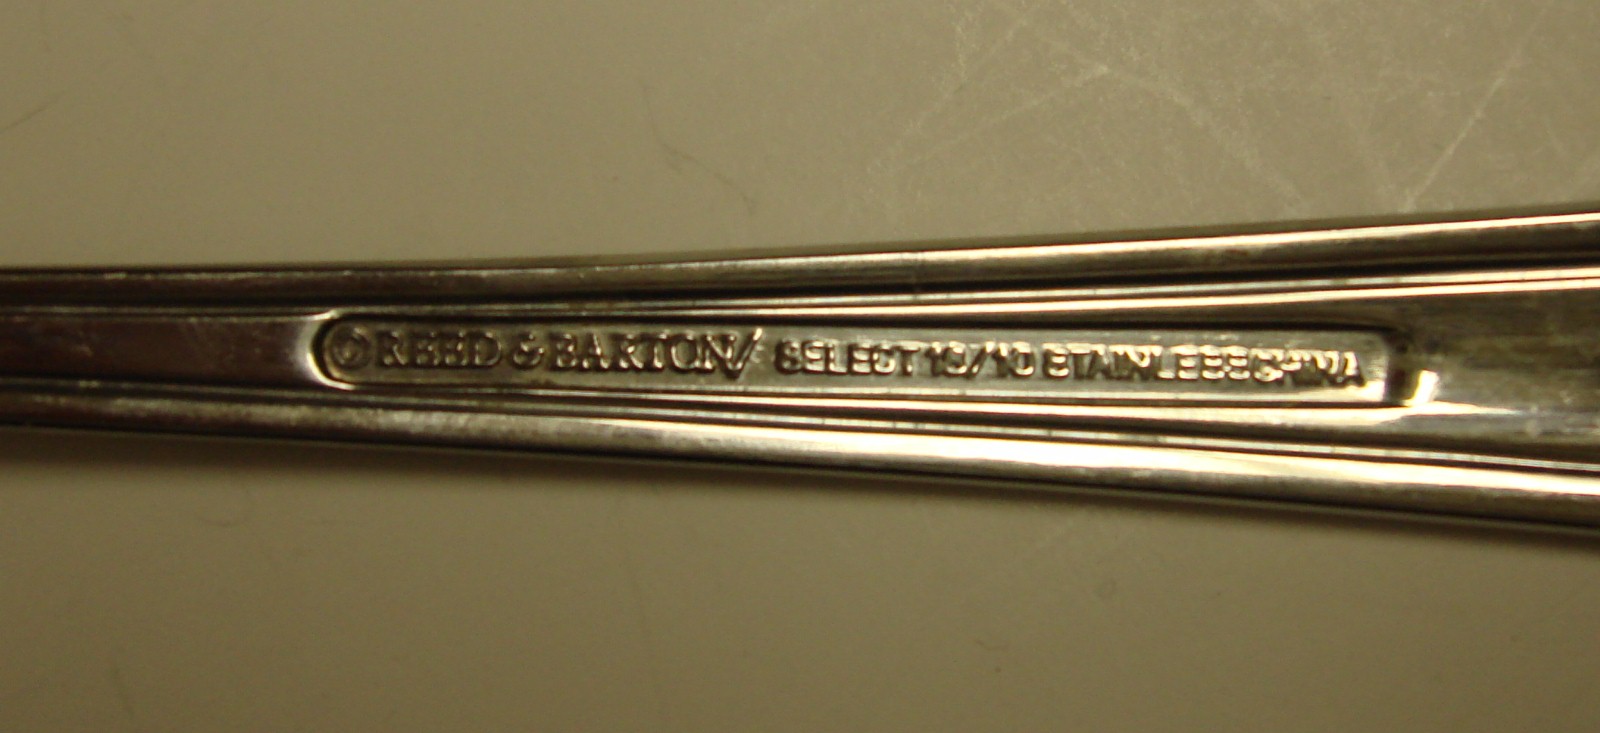 © REED & BARTON/ SELECT 18/10 STAINLESS CHINA